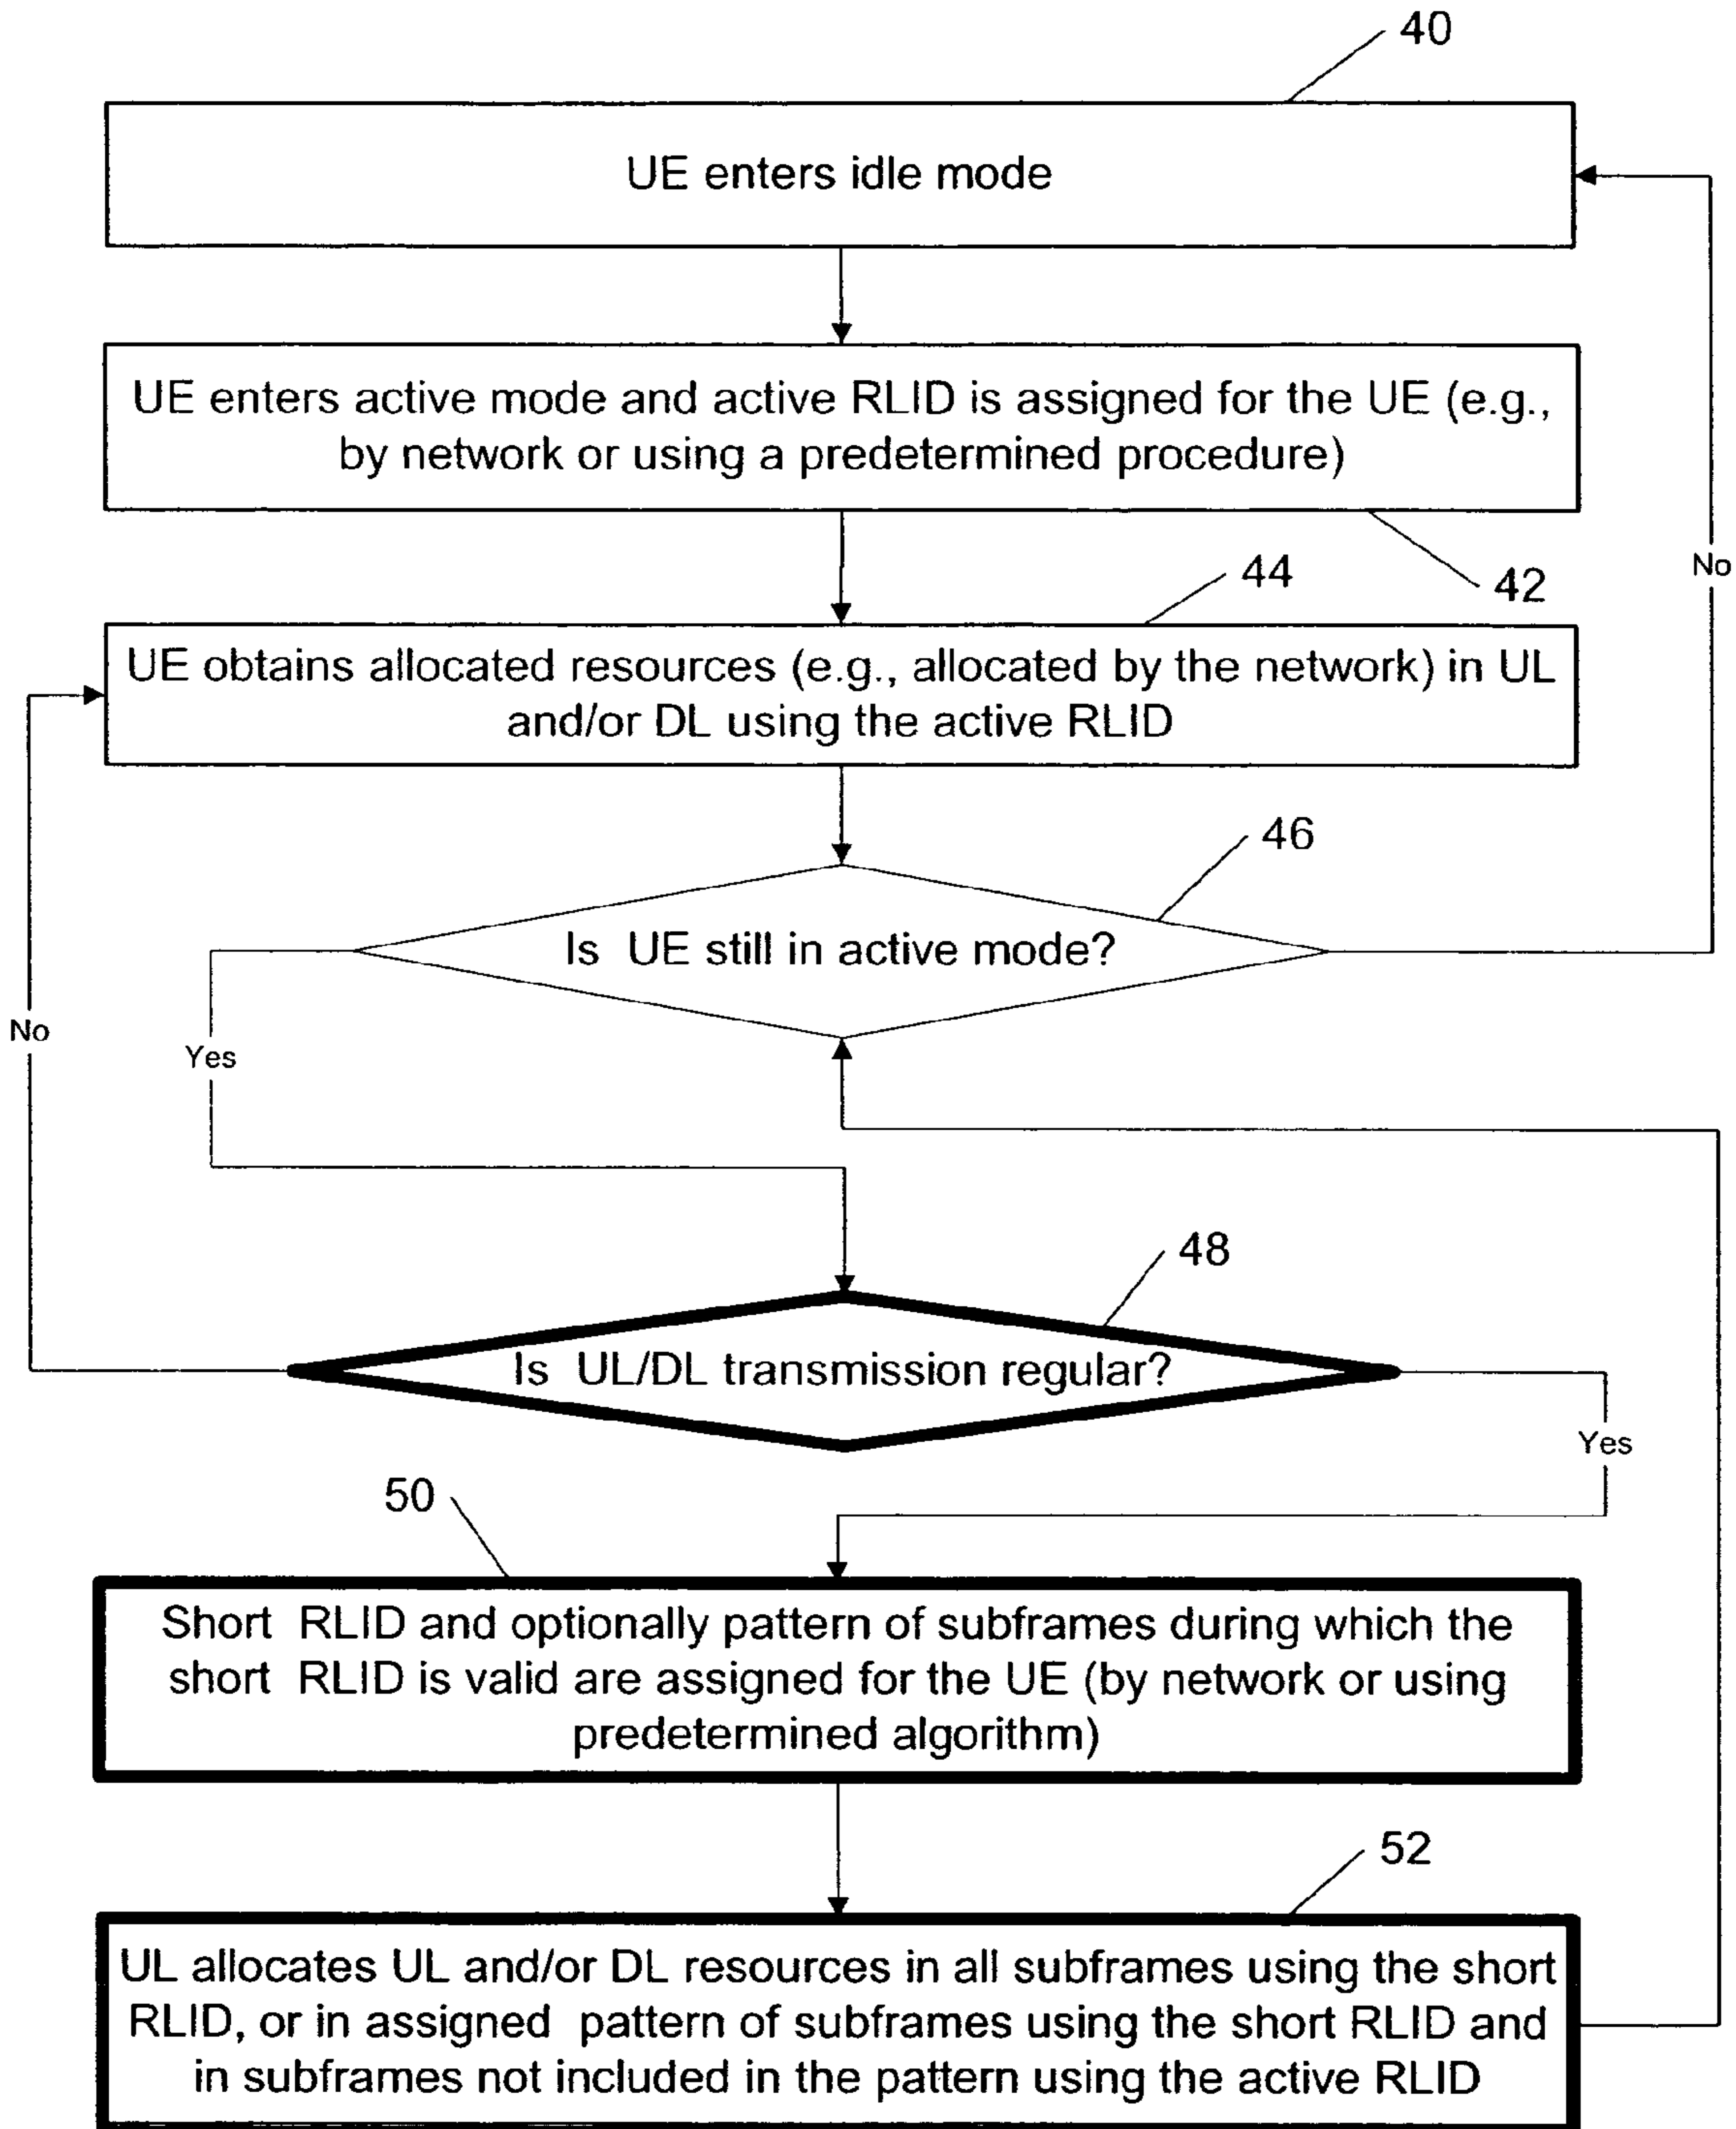 40
UE enters idle mode
UE enters active mode and active RLID is assigned for the UE (e.g.,
by network or using a predetermined procedure)
42
No
44
UE obtains allocated resources (e.g., allocated by the network) in UL
and/or DL using the active RLID
46
Is UE still in active mode?
No
Yes
48
Is UL/DL transmission regular?
Yes
50
Short RLID and optionally pattern of subframes during which the
short RLID is valid are assigned for the UE (by network or using
predetermined algorithm)
52
UL allocates UL and/or DL resources in all subframes using the short
RLID, or in assigned pattern of subframes using the short RLID and
in subframes not included in the pattern using the active RLID